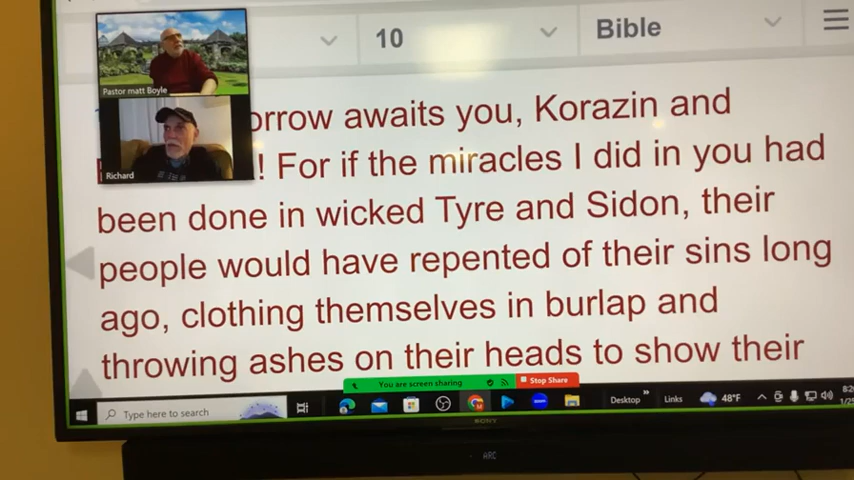 10
Bible
Pastor matt Boyle
Richard
orrow awaits you, Korazin and
! For if the miracles I did in you had
been done in wicked Tyre and Sidon, their
people would have repented of their sins long
ago, clothing themselves in burlap and
throwing ashes on their heads to show their
You are screen sharing
Stop Share
Type here to search
Desktop
Links
48°F
SONY
ARC